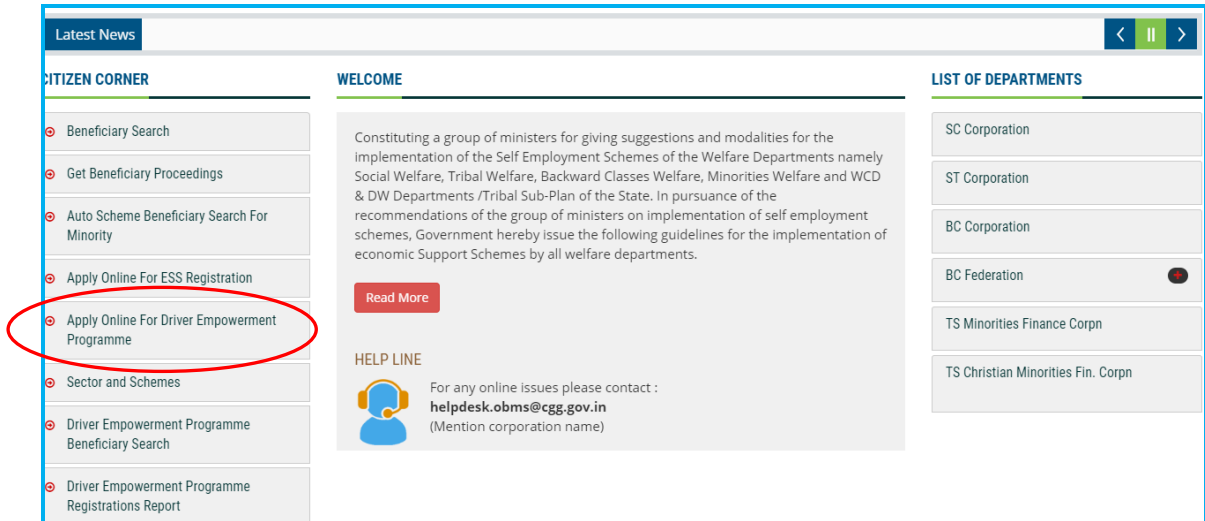 Latest News
CITIZEN CORNER
Beneficiary Search
Get Beneficiary Proceedings
Auto Scheme Beneficiary Search For
Minority
Apply Online For ESS Registration
Apply Online For Driver Empowerment
Programme
Sector and Schemes
Driver Empowerment Programme
Beneficiary Search
Driver Empowerment Programme
Registrations Report
WELCOME
Constituting a group of ministers for giving suggestions and modalities for the
implementation of the Self Employment Schemes of the Welfare Departments namely
Social Welfare, Tribal Welfare, Backward Classes Welfare, Minorities Welfare and WCD
& DW Departments /Tribal Sub-Plan of the State. In pursuance of the
recommendations of the group of ministers on implementation of self employment
schemes, Government hereby issue the following guidelines for the implementation of
economic Support Schemes by all welfare departments.
Read More
HELP LINE
For any online issues please contact :
helpdesk.obms@cgg.gov.in
(Mention corporation name)
LIST OF DEPARTMENTS
SC Corporation
ST Corporation
BC Corporation
BC Federation
TS Minorities Finance Corpn
TS Christian Minorities Fin. Corpn